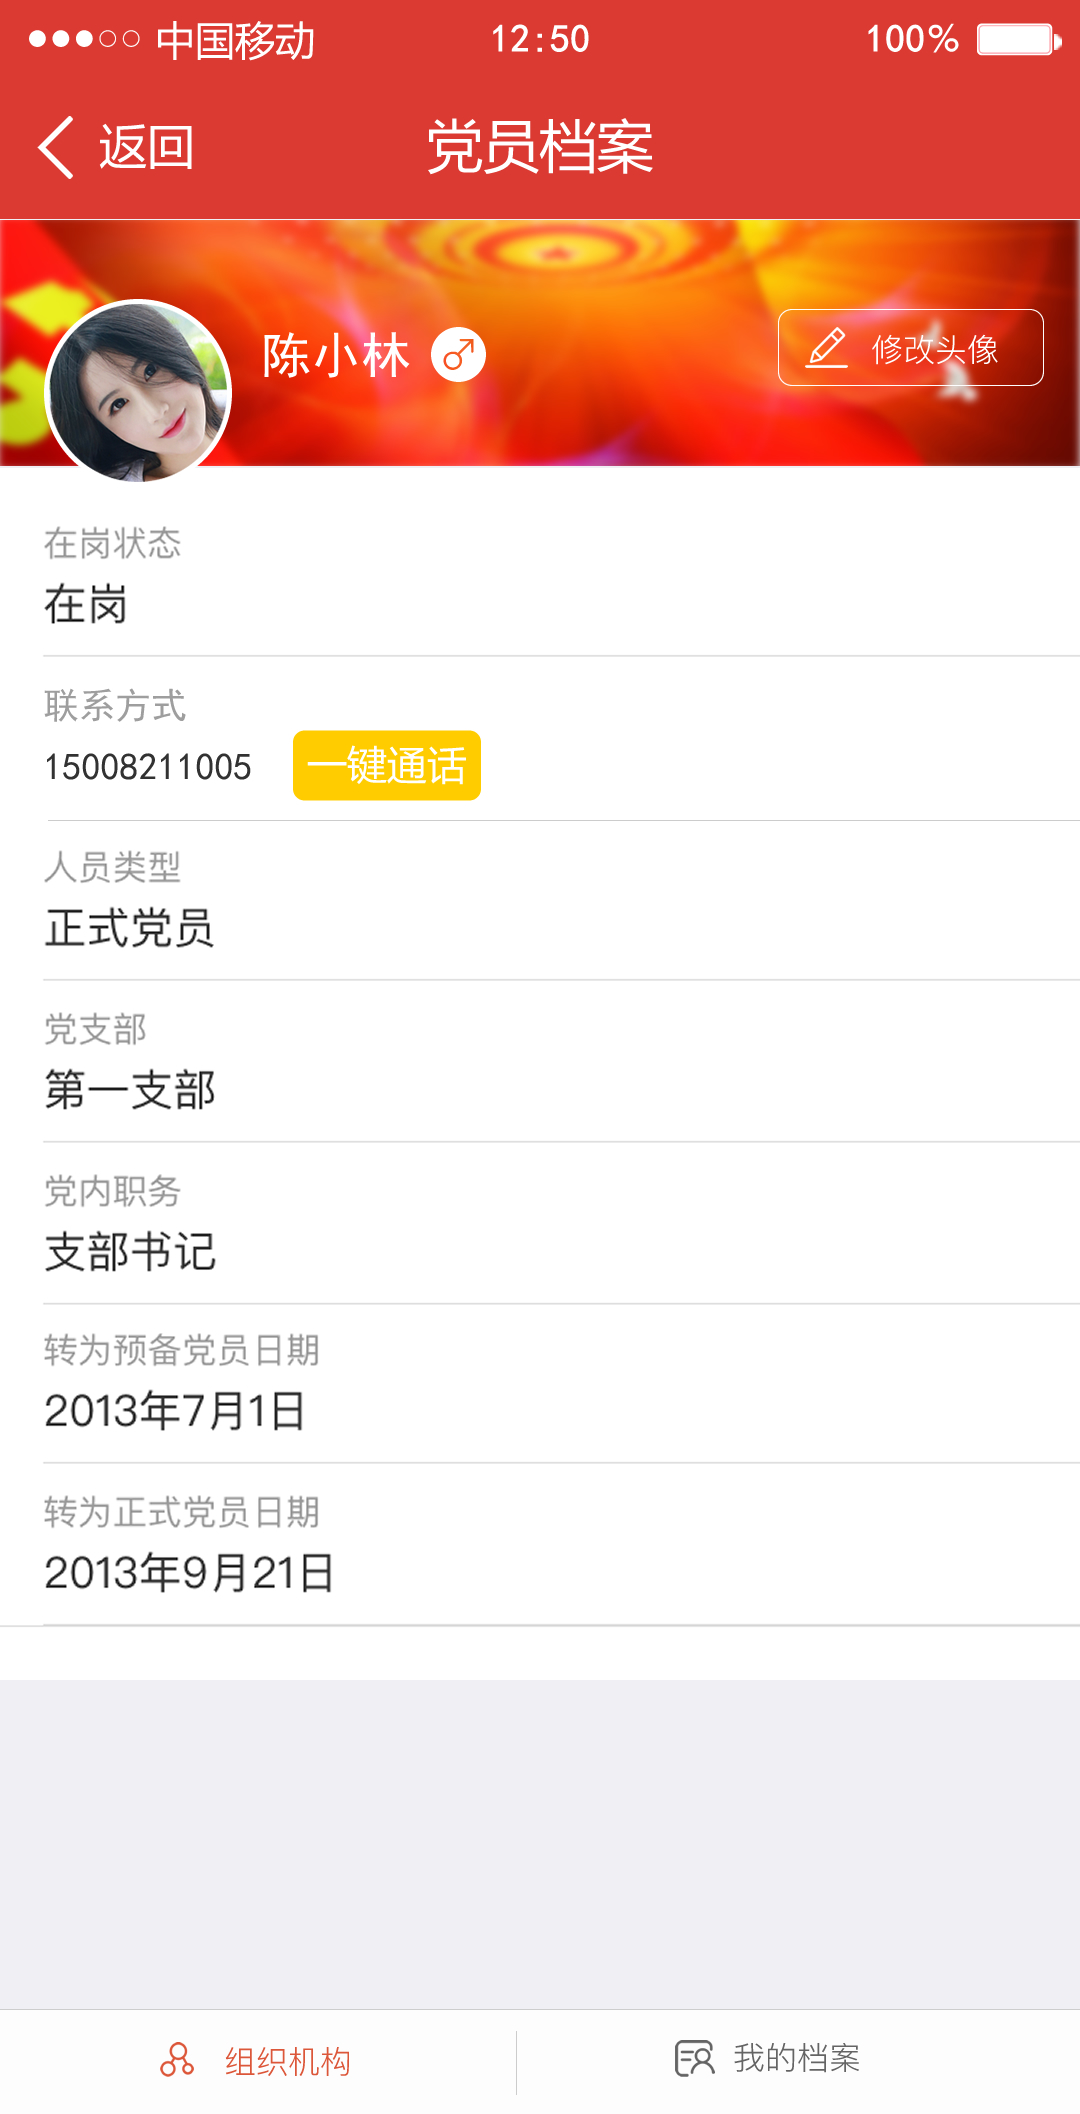 中国移动 12:50 100%
返回 党员档案
陈小林 修改头像
在岗状态
在岗
联系方式
15008211005 一键通话
人员类型
正式党员
党支部
第一支部
党内职务
支部书记
转为预备党员日期
2013年7月1日
转为正式党员日期
2013年9月21日
组织机构 我的档案